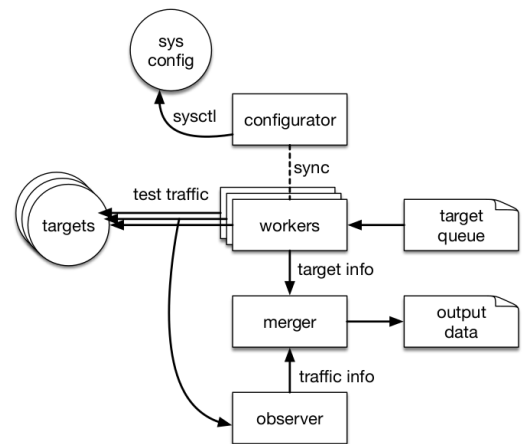 sys
config
sysctl
configurator
sync
test traffic
targets
workers
target
queue
target info
merger
output
data
traffic info
observer